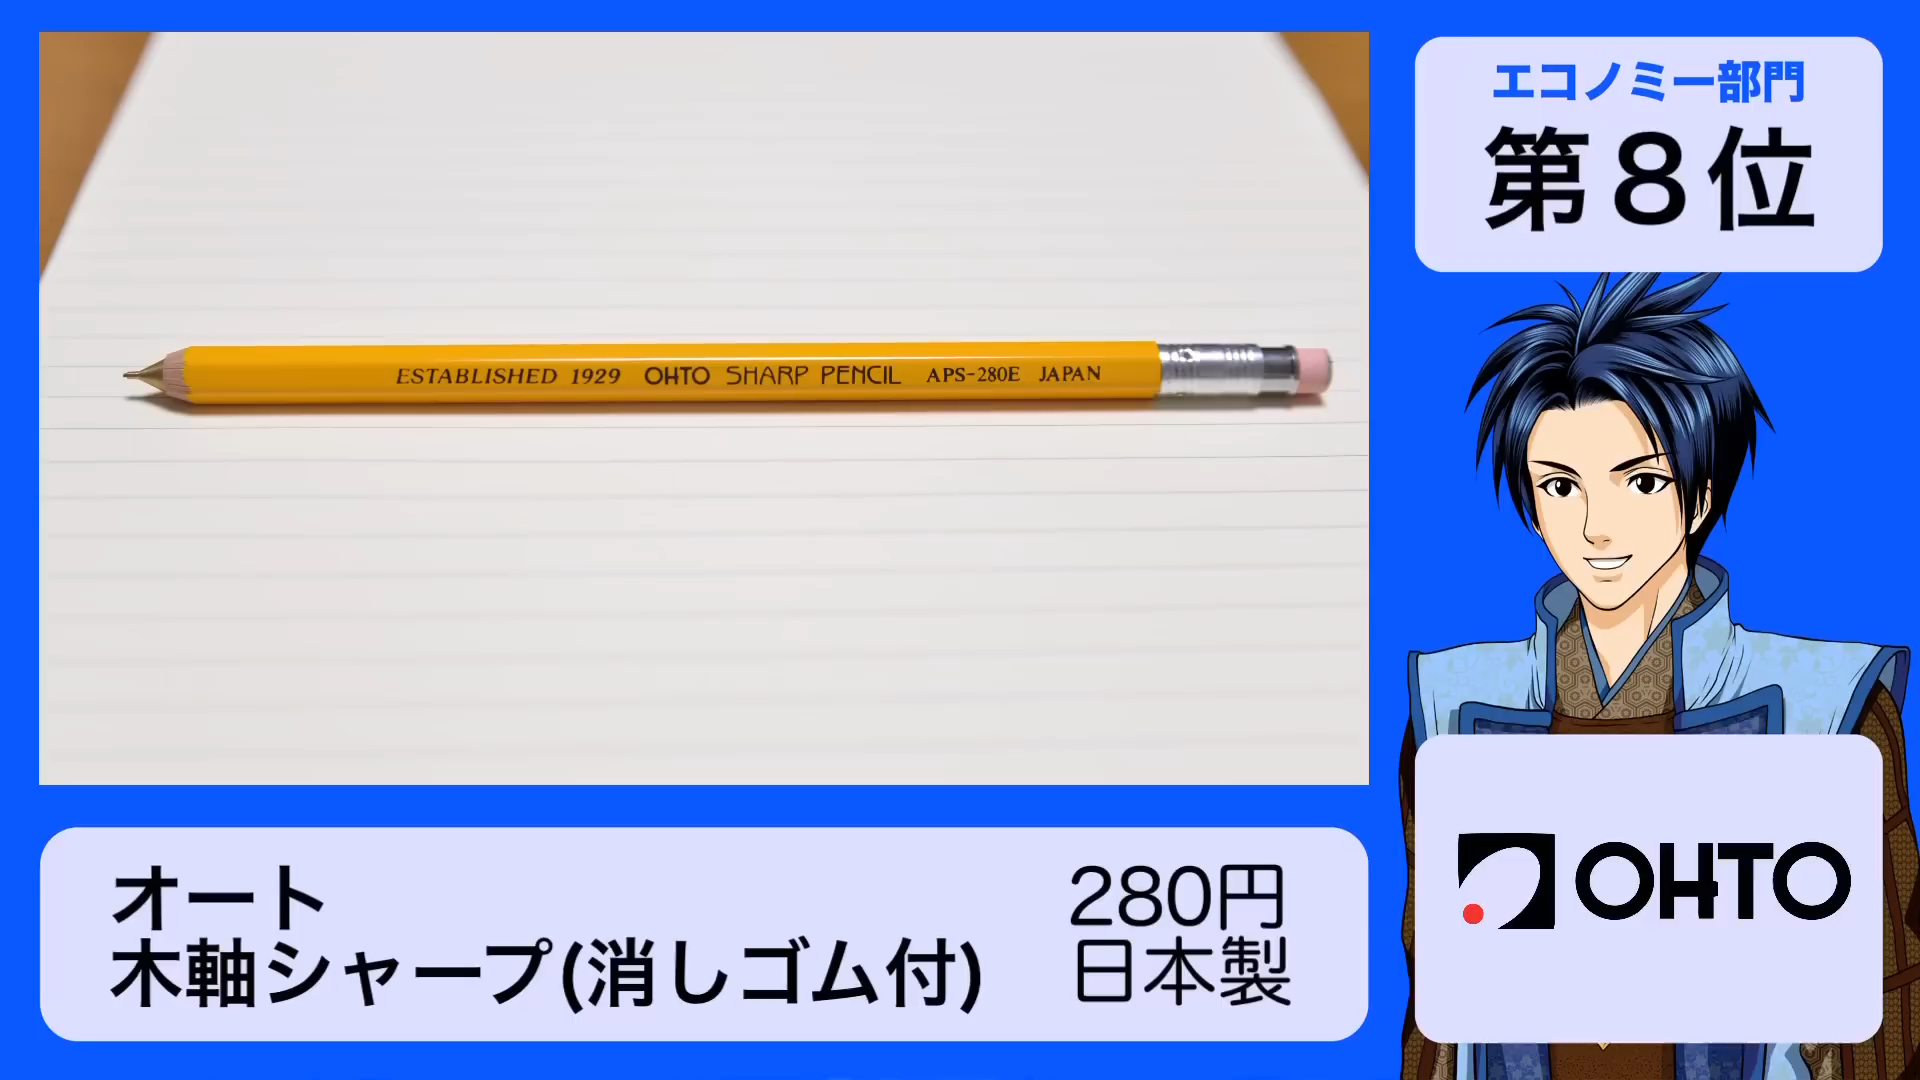 エコノミー部門
第8位
ESTABLISHED 1929 OHTO SHARP PENCIL APS-280E JAPAN
オート
木軸シャープ(消しゴム付)
280円
日本製
OHTO